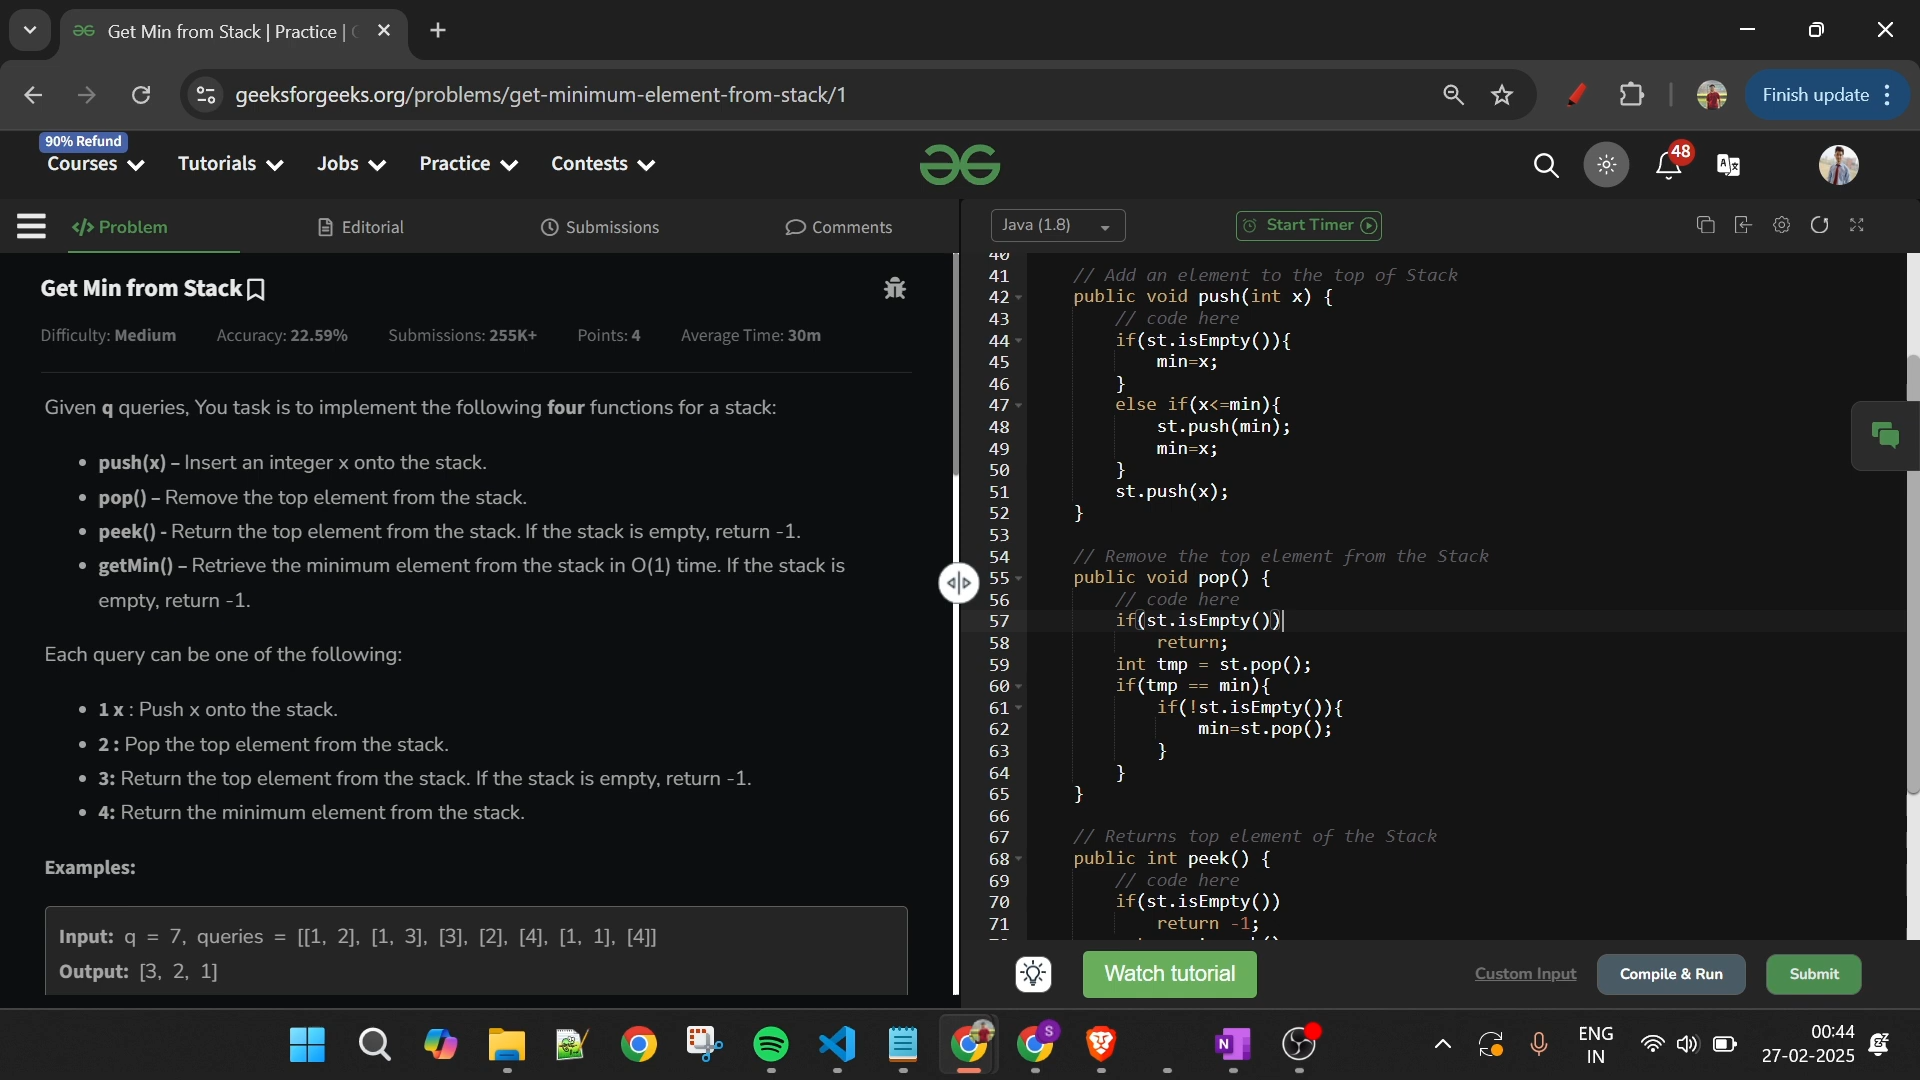 Get Min from Stack | Practice |
geeksforgeeks.org/problems/get-minimum-element-from-stack/1
Finish update
90% Refund
Courses
Tutorials
Jobs
Practice
Contests
48
Problem
Editorial
Submissions
Comments
Java (1.8)
Start Timer
Get Min from Stack
Difficulty: Medium
Accuracy: 22.59%
Submissions: 255K+
Points: 4
Average Time: 30m
Given q queries, You task is to implement the following four functions for a stack:
• push(x) – Insert an integer x onto the stack.
• pop() – Remove the top element from the stack.
• peek() - Return the top element from the stack. If the stack is empty, return -1.
• getMin() – Retrieve the minimum element from the stack in O(1) time. If the stack is
empty, return -1.
Each query can be one of the following:
• 1 x : Push x onto the stack.
• 2 : Pop the top element from the stack.
• 3: Return the top element from the stack. If the stack is empty, return -1.
• 4: Return the minimum element from the stack.
Examples:
Input: q = 7, queries = [[1, 2], [1, 3], [3], [2], [4], [1, 1], [4]]
Output: [3, 2, 1]
40
41 // Add an element to the top of Stack
42 public void push(int x) {
43 // code here
44 if(st.isEmpty()){
45 min=x;
46 }
47 else if(x<=min){
48 st.push(min);
49 min=x;
50 }
51 st.push(x);
52 }
53
54 // Remove the top element from the Stack
55 public void pop() {
56 // code here
57 if(st.isEmpty())
58 return;
59 int tmp = st.pop();
60 if(tmp == min){
61 if(!st.isEmpty()){
62 min=st.pop();
63 }
64 }
65 }
66
67 // Returns top element of the Stack
68 public int peek() {
69 // code here
70 if(st.isEmpty())
71 return -1;
Watch tutorial
Custom Input
Compile & Run
Submit
S
N
ENG
IN
00:44
27-02-2025